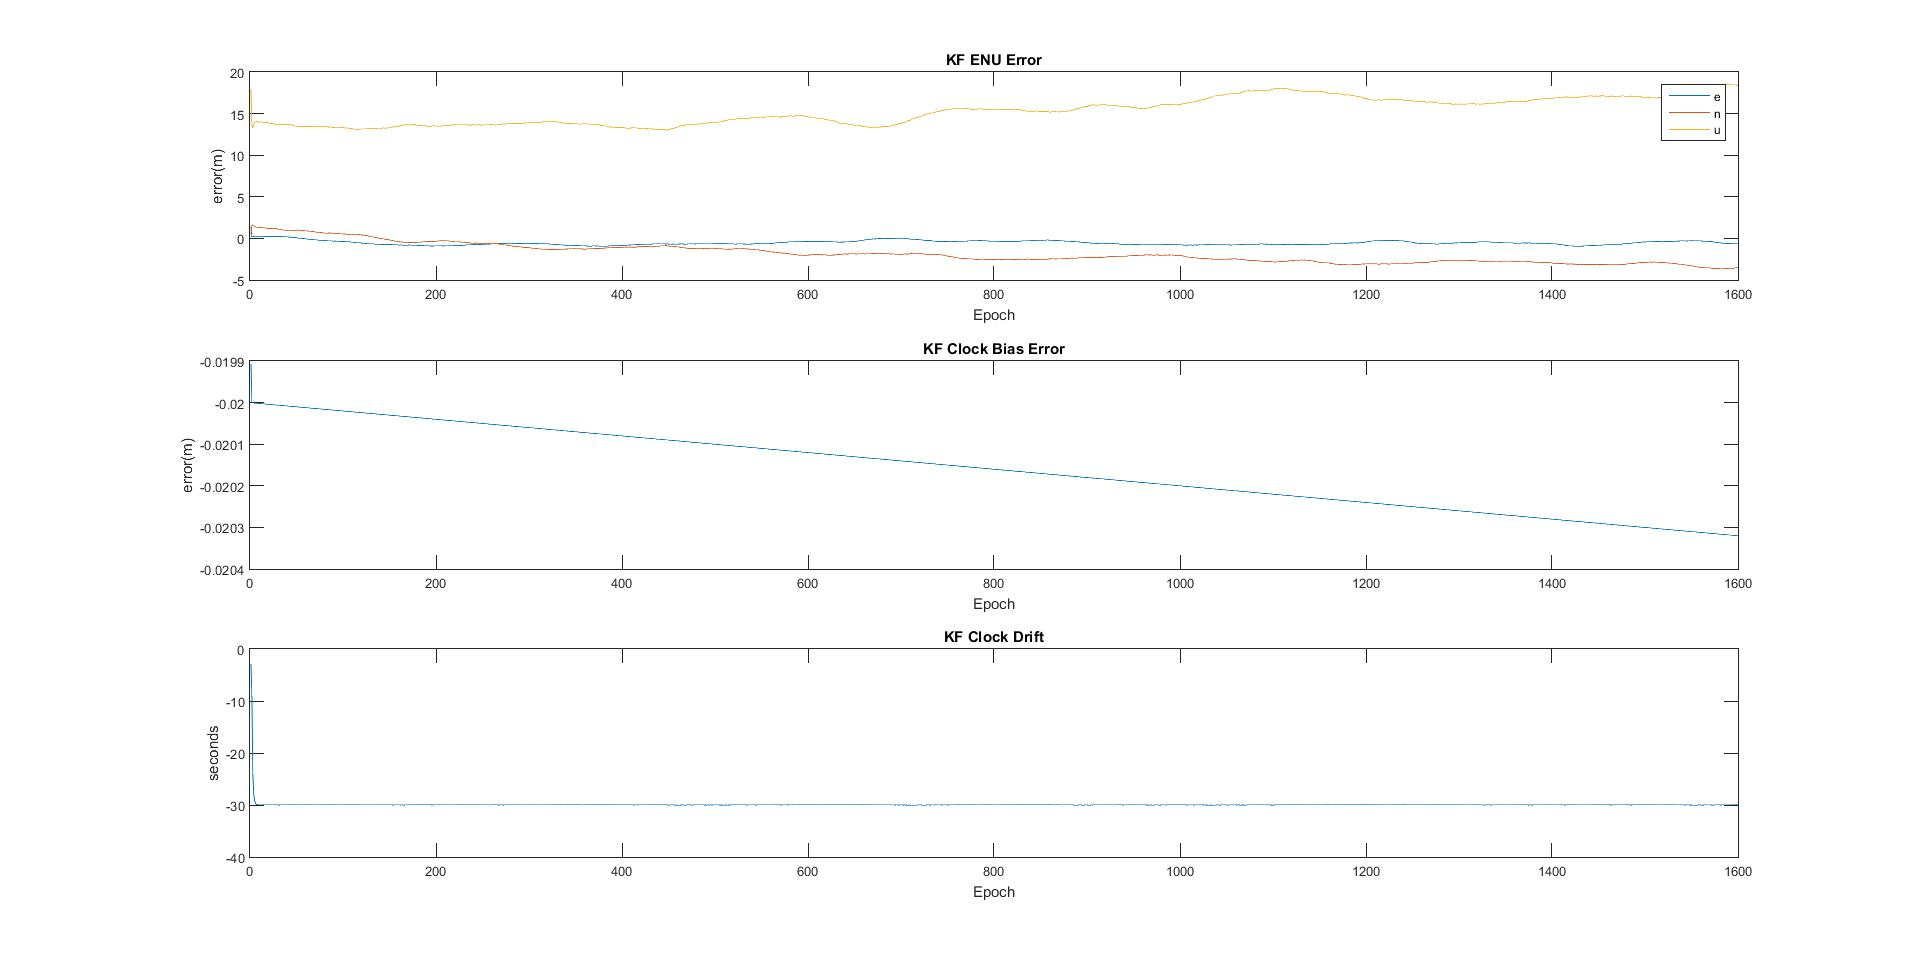 KF ENU Error
20
15
10
5
0
-5
error(m)
e
n
u
0 200 400 600 800 1000 1200 1400 1600
Epoch
KF Clock Bias Error
-0.0199
-0.02
-0.0201
-0.0202
-0.0203
-0.0204
error(m)
0 200 400 600 800 1000 1200 1400 1600
Epoch
KF Clock Drift
0
-10
-20
-30
-40
seconds
0 200 400 600 800 1000 1200 1400 1600
Epoch